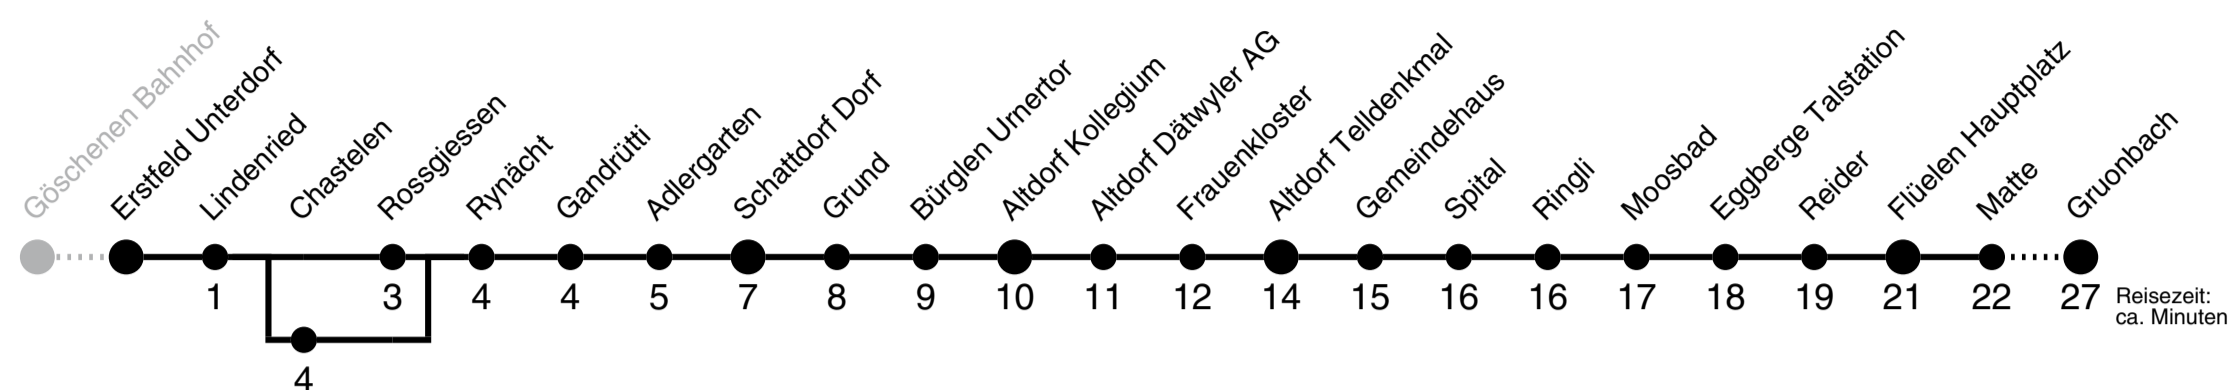 Göschenen Bahnhof
Erstfeld Unterdorf
Lindenried
Chastelen
Rossgiessen
Rynächt
Gandrütti
Adlergarten
Schattdorf Dorf
Grund
Bürglen Urnertor
Altdorf Kollegium
Altdorf Dätwyler AG
Frauenkloster
Altdorf Telldenkmal
Gemeindehaus
Spital
Ringli
Moosbad
Eggberge Talstation
Reider
Flüelen Hauptplatz
Matte
Gruonbach
1 3 4 4 5 7 8 9 10 11 12 14 15 16 16 17 18 19 21 22 27
Reisezeit:
ca. Minuten
4